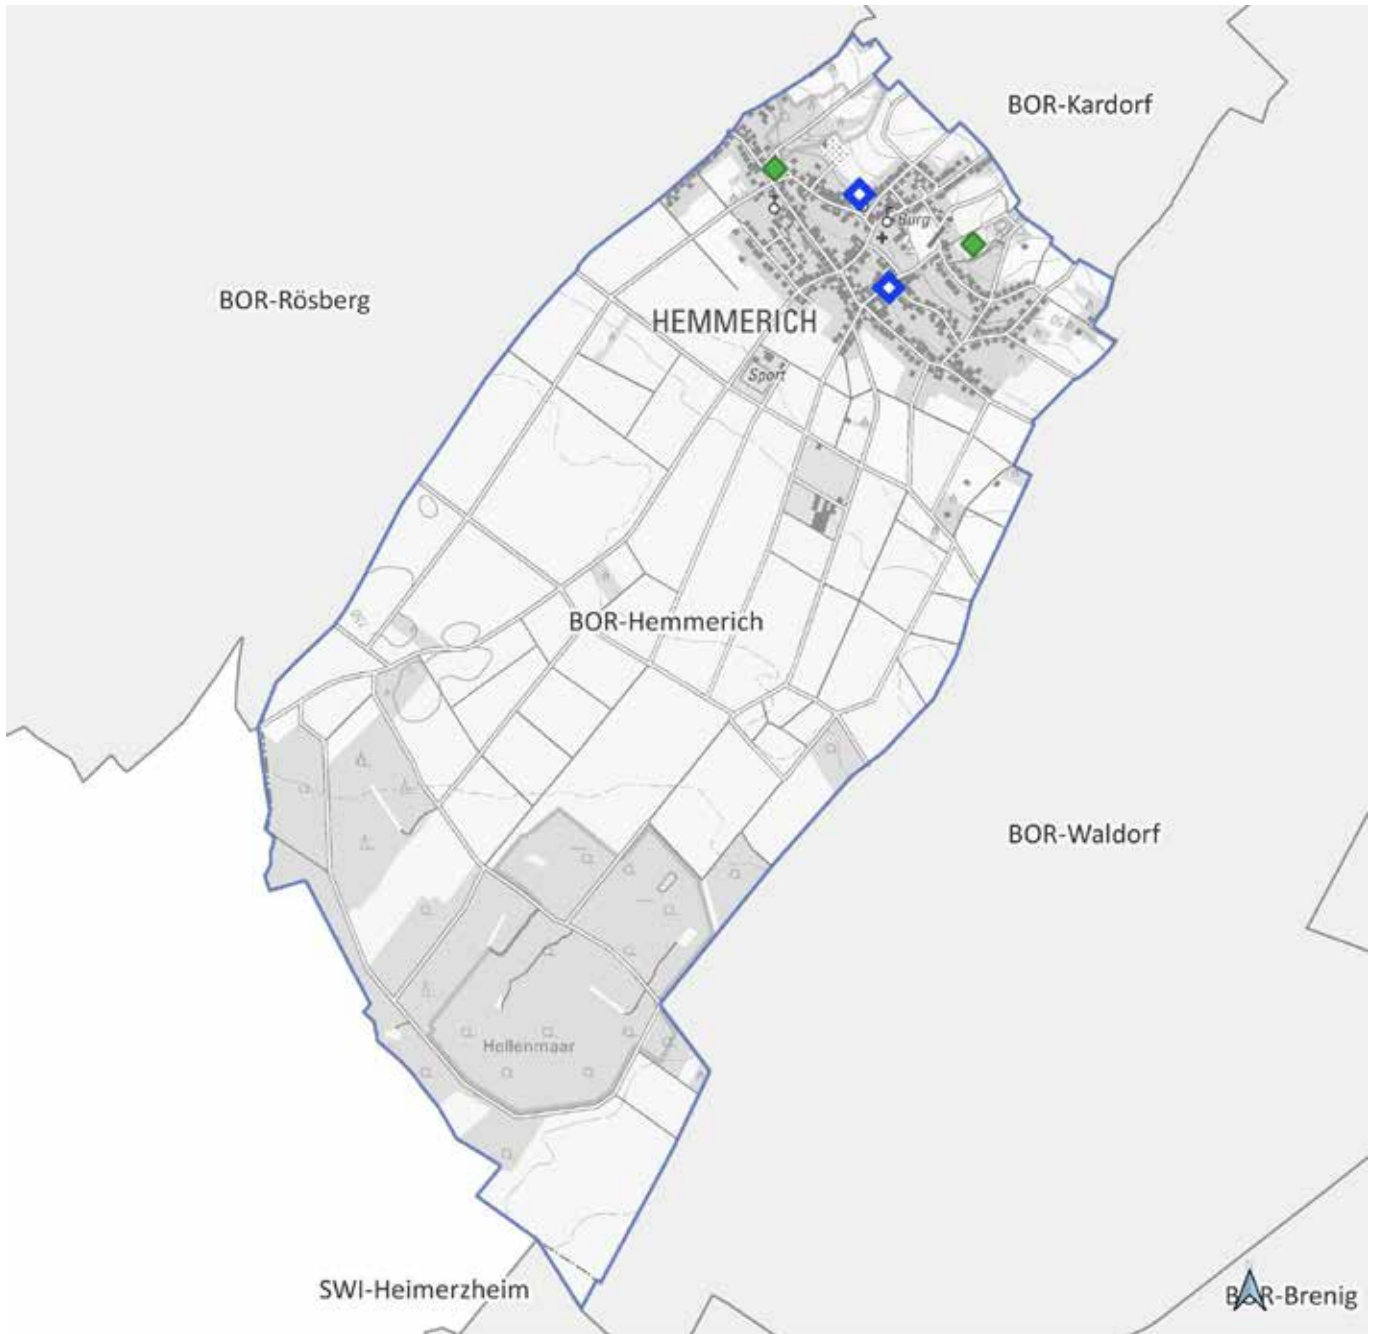 BOR-Kardorf
Burg
BOR-Rösberg
HEMMERICH
Sport
BOR-Hemmerich
BOR-Waldorf
Hellenmaar
SWI-Heimerzheim
BOR-Brenig